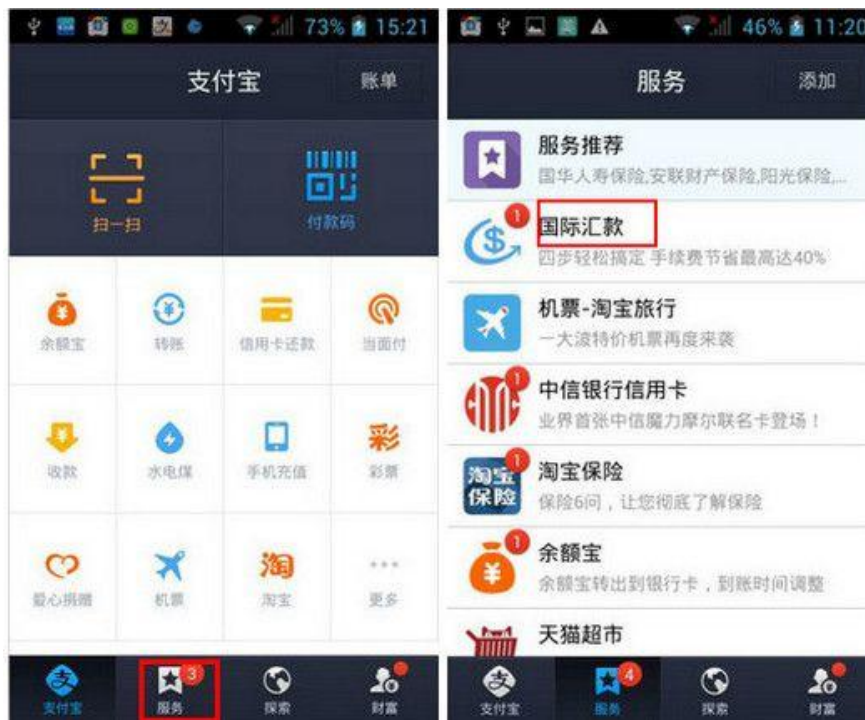 73% 15:21
支付宝
账单
扫一扫
付款码
余额宝
转账
信用卡还款
当面付
收款
水电煤
手机充值
彩
彩票
爱心捐赠
机票
淘
淘宝
更多
支
支付宝
3
服务
探索
财富
46% 11:20
服务
添加
服务推荐
国华人寿保险,安联财产保险,阳光保险,...
1
国际汇款
四步轻松搞定 手续费节省最高达40%
机票-淘宝旅行
一大波特价机票再度来袭
1
中信银行信用卡
业界首张中信魔力摩尔联名卡登场！
1
淘宝
保险
淘宝保险
保险6问，让您彻底了解保险
1
余额宝
余额宝转出到银行卡，到账时间调整
天猫超市
支
支付宝
4
服务
探索
财富